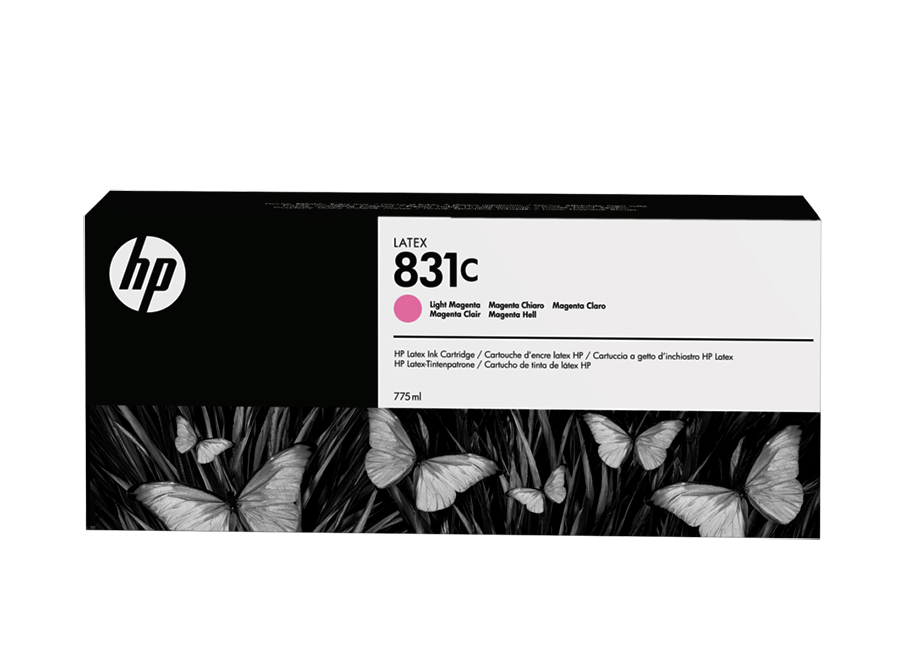 hp
LATEX
831C
Light Magenta Magenta Chiaro Magenta Claro
Magenta Clair Magenta Hell
HP Latex Ink Cartridge / Cartouche d'encre latex HP / Cartuccia a getto d'inchiostro HP Latex
HP Latex-Tintenpatrone / Cartucho de tinta de látex HP
775 ml